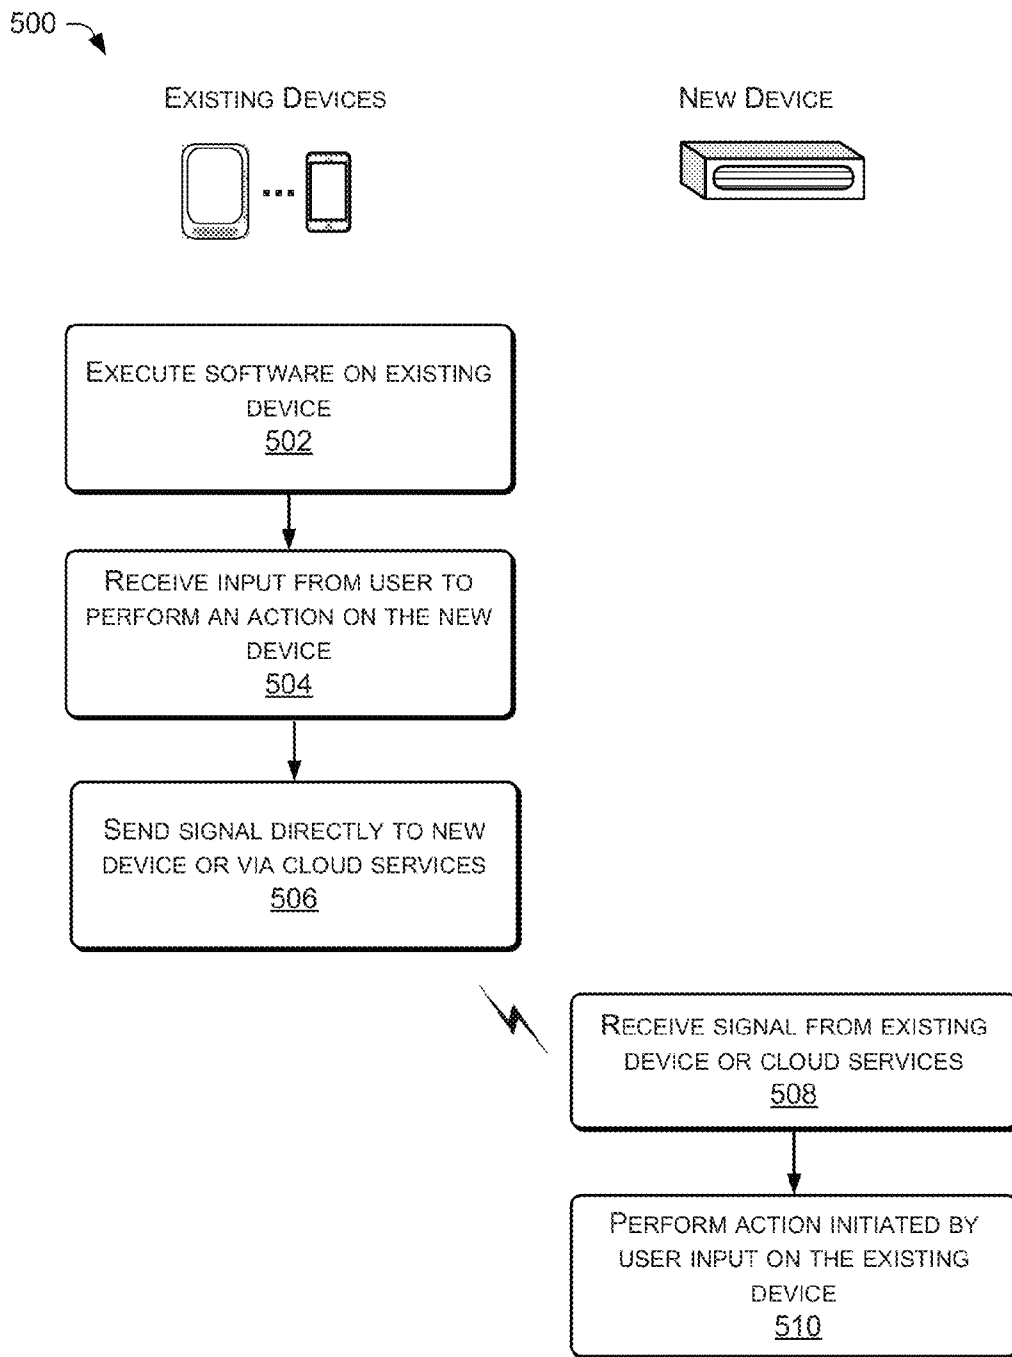 500
EXISTING DEVICES
NEW DEVICE
EXECUTE SOFTWARE ON EXISTING
DEVICE
502
RECEIVE INPUT FROM USER TO
PERFORM AN ACTION ON THE NEW
DEVICE
504
SEND SIGNAL DIRECTLY TO NEW
DEVICE OR VIA CLOUD SERVICES
506
RECEIVE SIGNAL FROM EXISTING
DEVICE OR CLOUD SERVICES
508
PERFORM ACTION INITIATED BY
USER INPUT ON THE EXISTING
DEVICE
510